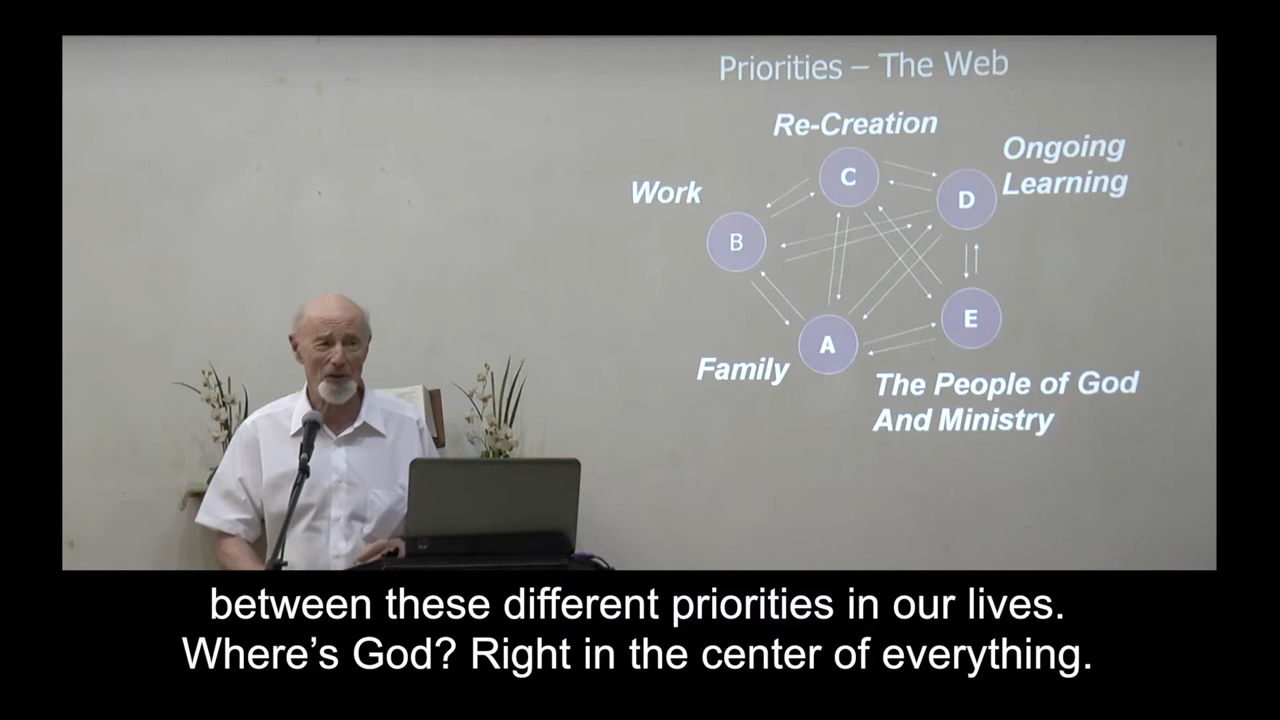 Priorities – The Web
Re-Creation
Ongoing
Learning
Work
C
D
B
E
A
Family
The People of God
And Ministry
between these different priorities in our lives.
Where’s God? Right in the center of everything.